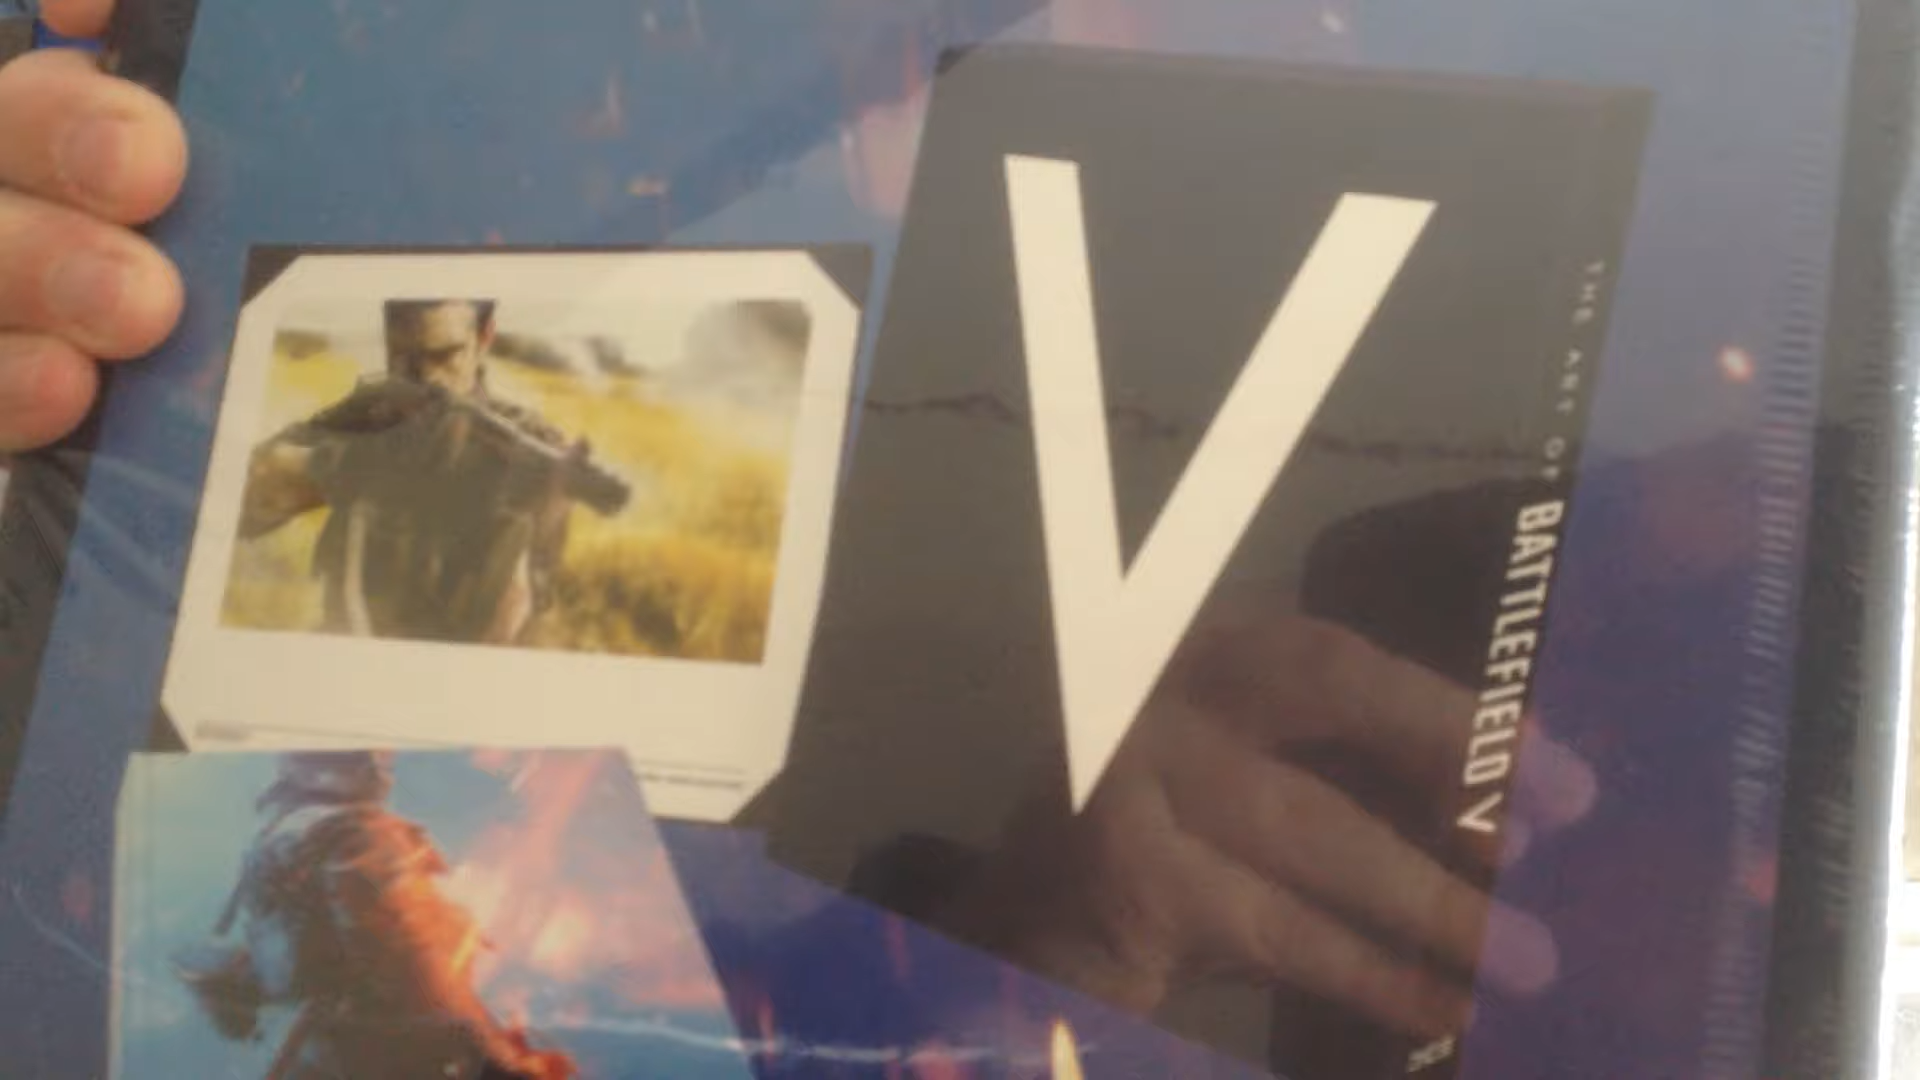 V
THE ART OF BATTLEFIELD V